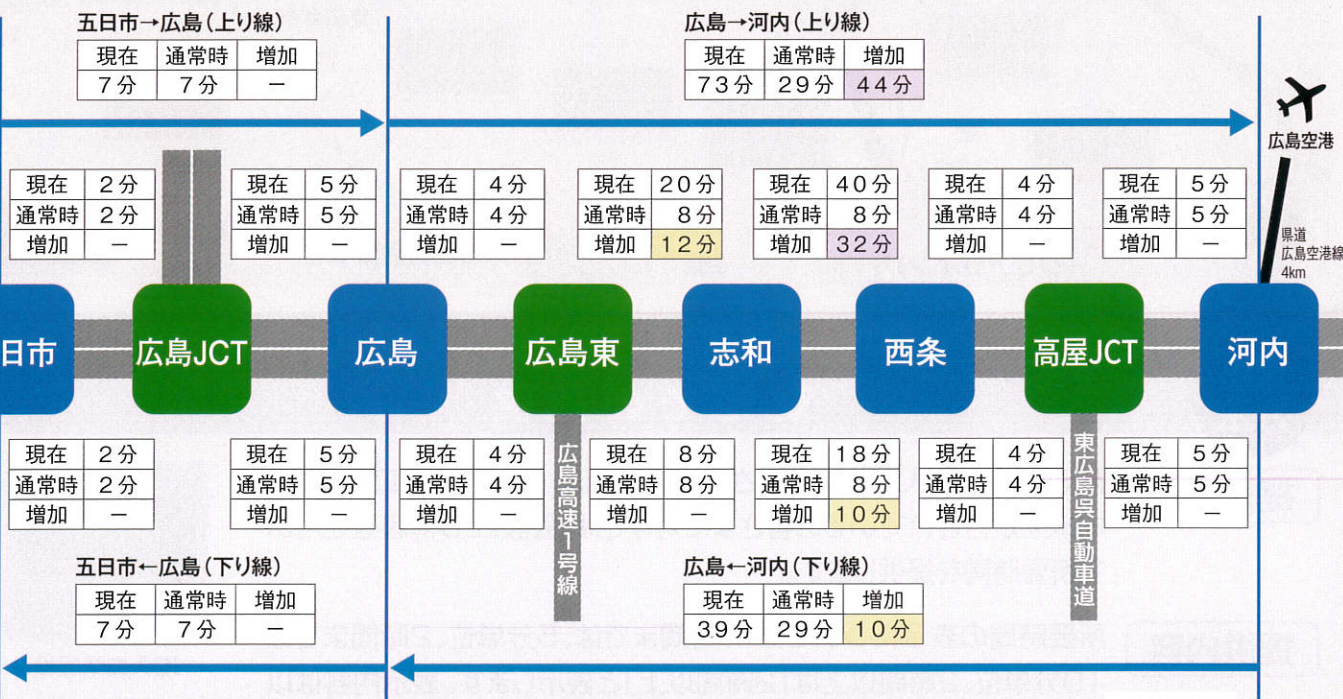 五日市→広島（上り線）
現在 通常時 増加
7分 7分 －
広島→河内（上り線）
現在 通常時 増加
73分 29分 44分
広島空港
現在 2分
通常時 2分
増加 －
現在 5分
通常時 5分
増加 －
現在 4分
通常時 4分
増加 －
現在 20分
通常時 8分
増加 12分
現在 40分
通常時 8分
増加 32分
現在 4分
通常時 4分
増加 －
現在 5分
通常時 5分
増加 －
県道
広島空港線
4km
日市
広島JCT
広島
広島東
志和
西条
高屋JCT
河内
現在 2分
通常時 2分
増加 －
現在 5分
通常時 5分
増加 －
現在 4分
通常時 4分
増加 －
広島高速1号線
現在 8分
通常時 8分
増加 －
現在 18分
通常時 8分
増加 10分
現在 4分
通常時 4分
増加 －
東広島呉自動車道
現在 5分
通常時 5分
増加 －
五日市←広島（下り線）
現在 通常時 増加
7分 7分 －
広島←河内（下り線）
現在 通常時 増加
39分 29分 10分